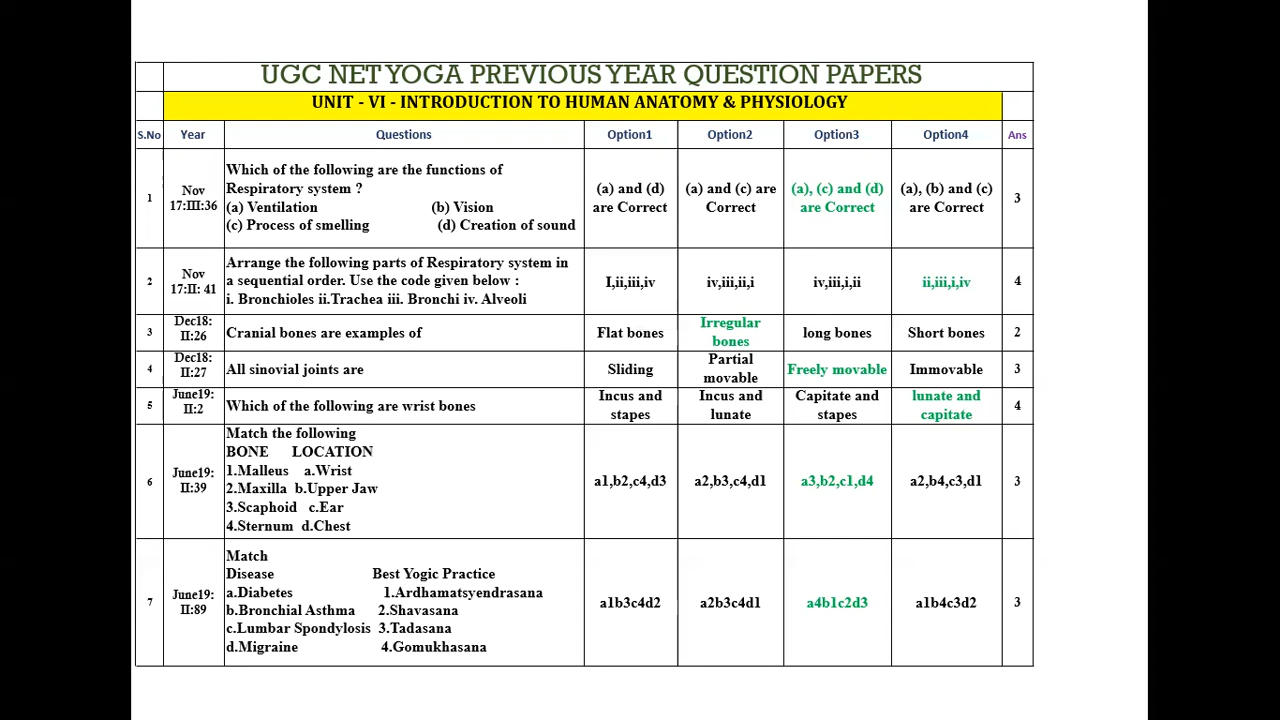 UGC NET YOGA PREVIOUS YEAR QUESTION PAPERS
UNIT - VI - INTRODUCTION TO HUMAN ANATOMY & PHYSIOLOGY
S.No Year Questions Option1 Option2 Option3 Option4 Ans
1
Nov
17:III:36
Which of the following are the functions of
Respiratory system ?
(a) Ventilation (b) Vision
(c) Process of smelling (d) Creation of sound
(a) and (d)
are Correct
(a) and (c) are
Correct
(a), (c) and (d)
are Correct
(a), (b) and (c)
are Correct
3
2
Nov
17:II: 41
Arrange the following parts of Respiratory system in
a sequential order. Use the code given below :
i. Bronchioles ii.Trachea iii. Bronchi iv. Alveoli
I,ii,iii,iv
iv,iii,ii,i
iv,iii,i,ii
ii,iii,i,iv
4
3
Dec18:
II:26
Cranial bones are examples of
Flat bones
Irregular
bones
long bones
Short bones
2
4
Dec18:
II:27
All sinovial joints are
Sliding
Partial
movable
Freely movable
Immovable
3
5
June19:
II:2
Which of the following are wrist bones
Incus and
stapes
Incus and
lunate
Capitate and
stapes
lunate and
capitate
4
6
June19:
II:39
Match the following
BONE LOCATION
1.Malleus a.Wrist
2.Maxilla b.Upper Jaw
3.Scaphoid c.Ear
4.Sternum d.Chest
a1,b2,c4,d3
a2,b3,c4,d1
a3,b2,c1,d4
a2,b4,c3,d1
3
7
June19:
II:89
Match
Disease Best Yogic Practice
a.Diabetes 1.Ardhamatsyendrasana
b.Bronchial Asthma 2.Shavasana
c.Lumbar Spondylosis 3.Tadasana
d.Migraine 4.Gomukhasana
a1b3c4d2
a2b3c4d1
a4b1c2d3
a1b4c3d2
3